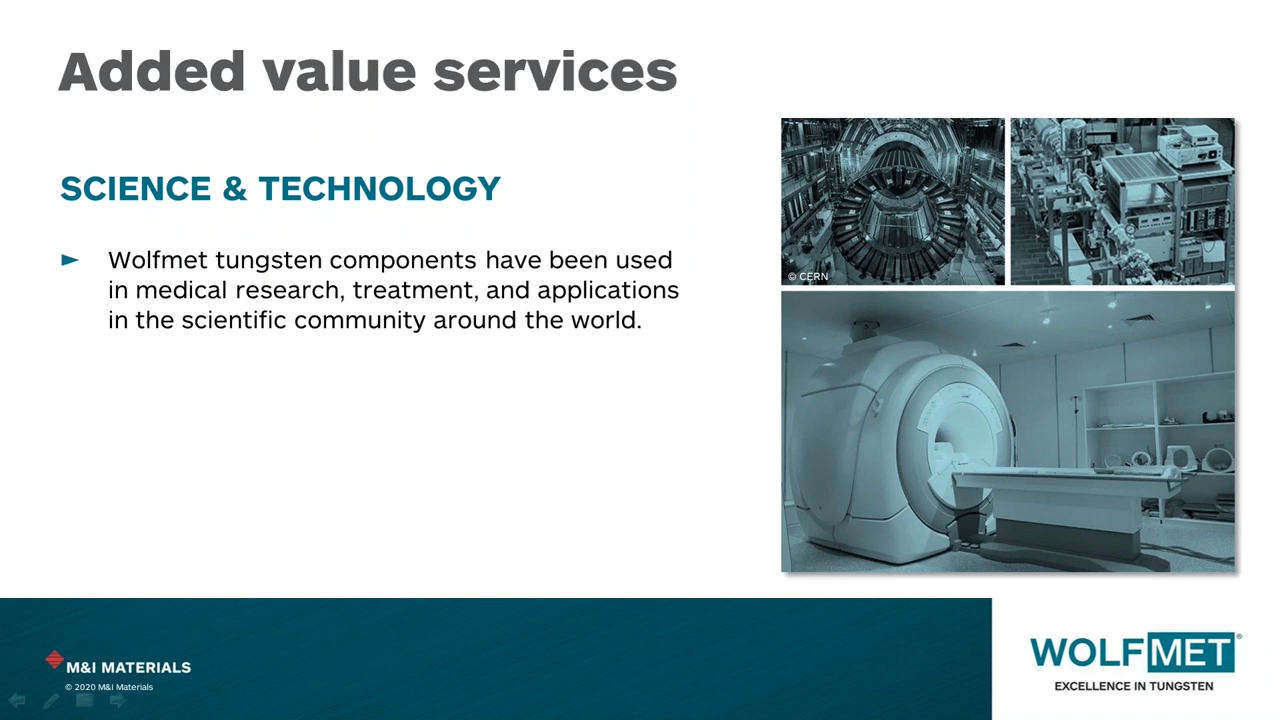 Added value services
SCIENCE & TECHNOLOGY
► Wolfmet tungsten components have been used
in medical research, treatment, and applications
in the scientific community around the world.
© CERN
M&I MATERIALS
© 2020 M&I Materials
WOLFMET®
EXCELLENCE IN TUNGSTEN